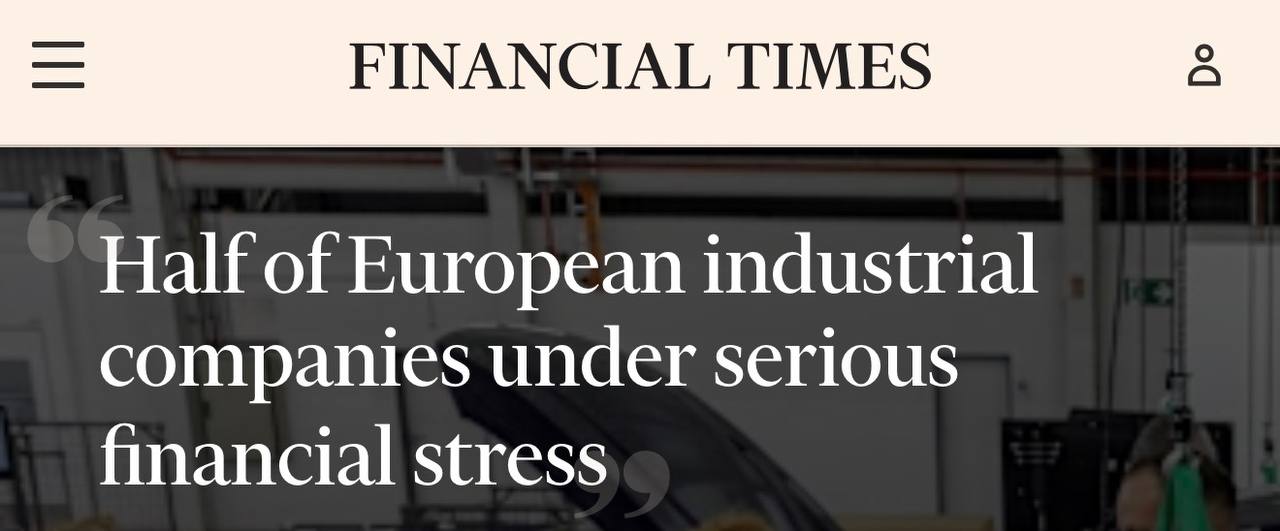 FINANCIAL TIMES
“Half of European industrial
companies under serious
financial stress”